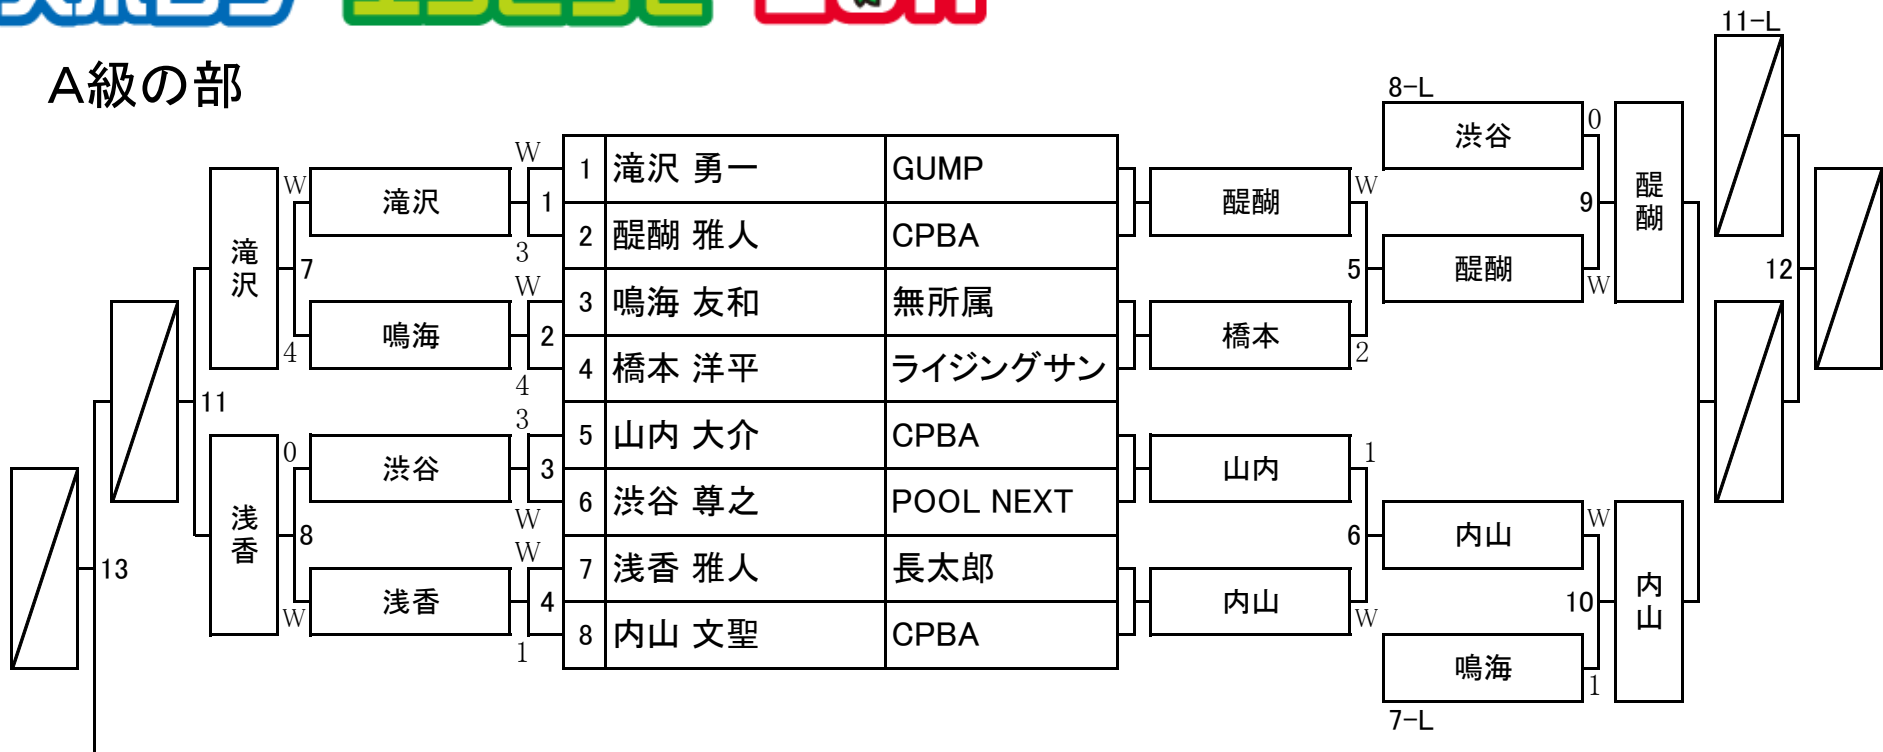 A級の部
11-L
8-L
渋谷
0
9
醍醐
W
醍醐
12
W
滝沢
W
1
3
W
7
滝沢
4
鳴海
W
2
4
11
0
渋谷
3
3
W
浅香
8
W
浅香
W
4
1
13
1 滝沢 勇一 GUMP
2 醍醐 雅人 CPBA
3 鳴海 友和 無所属
4 橋本 洋平 ライジングサン
5 山内 大介 CPBA
6 渋谷 尊之 POOL NEXT
7 浅香 雅人 長太郎
8 内山 文聖 CPBA
醍醐
W
5
橋本
2
山内
1
6
内山
W
内山
W
10
内山
鳴海
1
7-L